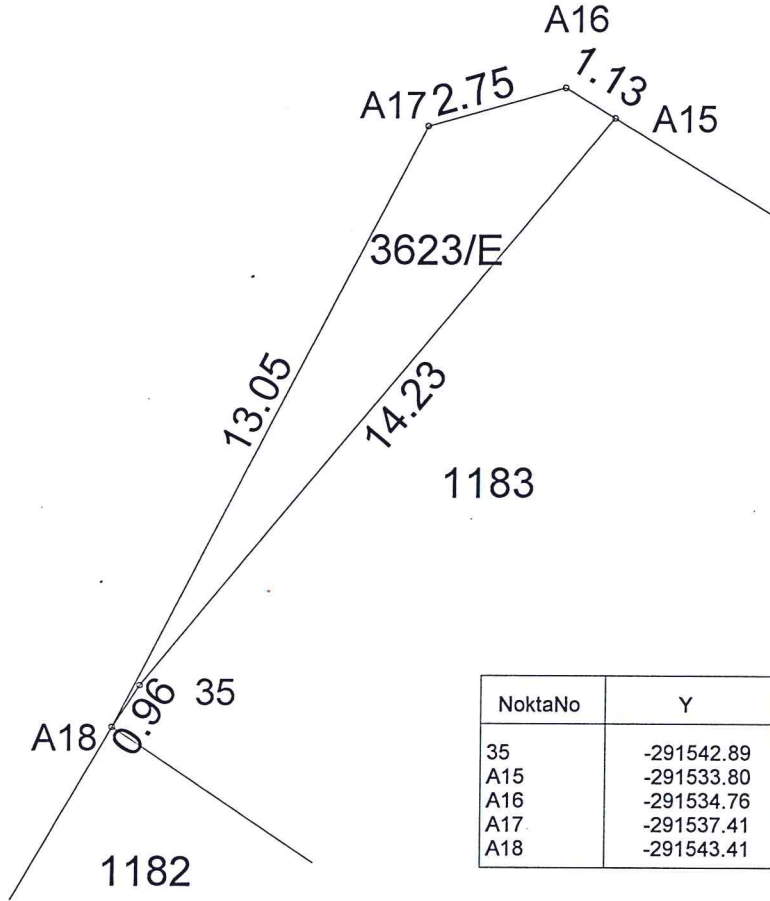 A16
1.13
A17
2.75
A15
3623/E
13.05
14.23
1183
35
0.96
A18
1182
NoktaNo Y
35 -291542.89
A15 -291533.80
A16 -291534.76
A17 -291537.41
A18 -291543.41